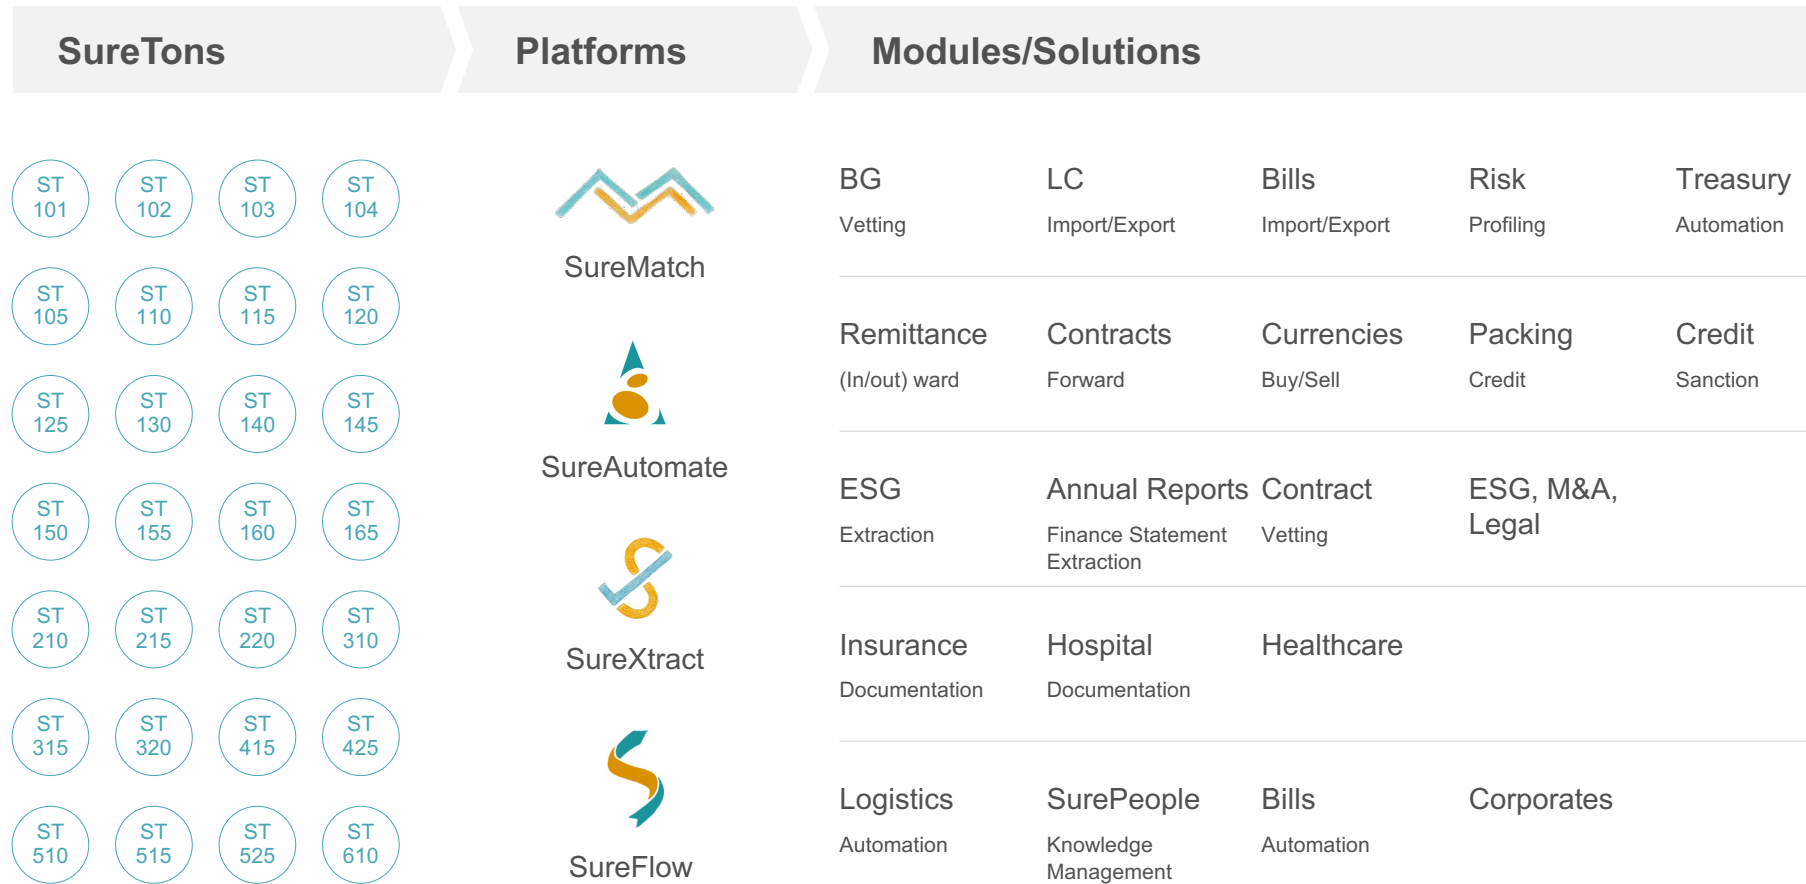 SureTons
Platforms
Modules/Solutions
ST
101
ST
102
ST
103
ST
104
ST
105
ST
110
ST
115
ST
120
ST
125
ST
130
ST
140
ST
145
ST
150
ST
155
ST
160
ST
165
ST
210
ST
215
ST
220
ST
310
ST
315
ST
320
ST
415
ST
425
ST
510
ST
515
ST
525
ST
610
SureMatch
SureAutomate
SureXtract
SureFlow
BG
Vetting
LC
Import/Export
Bills
Import/Export
Risk
Profiling
Treasury
Automation
Remittance
(In/out) ward
Contracts
Forward
Currencies
Buy/Sell
Packing
Credit
Credit
Sanction
ESG
Extraction
Annual Reports
Finance Statement
Extraction
Contract
Vetting
ESG, M&A,
Legal
Insurance
Documentation
Hospital
Documentation
Healthcare
Logistics
Automation
SurePeople
Knowledge
Management
Bills
Automation
Corporates